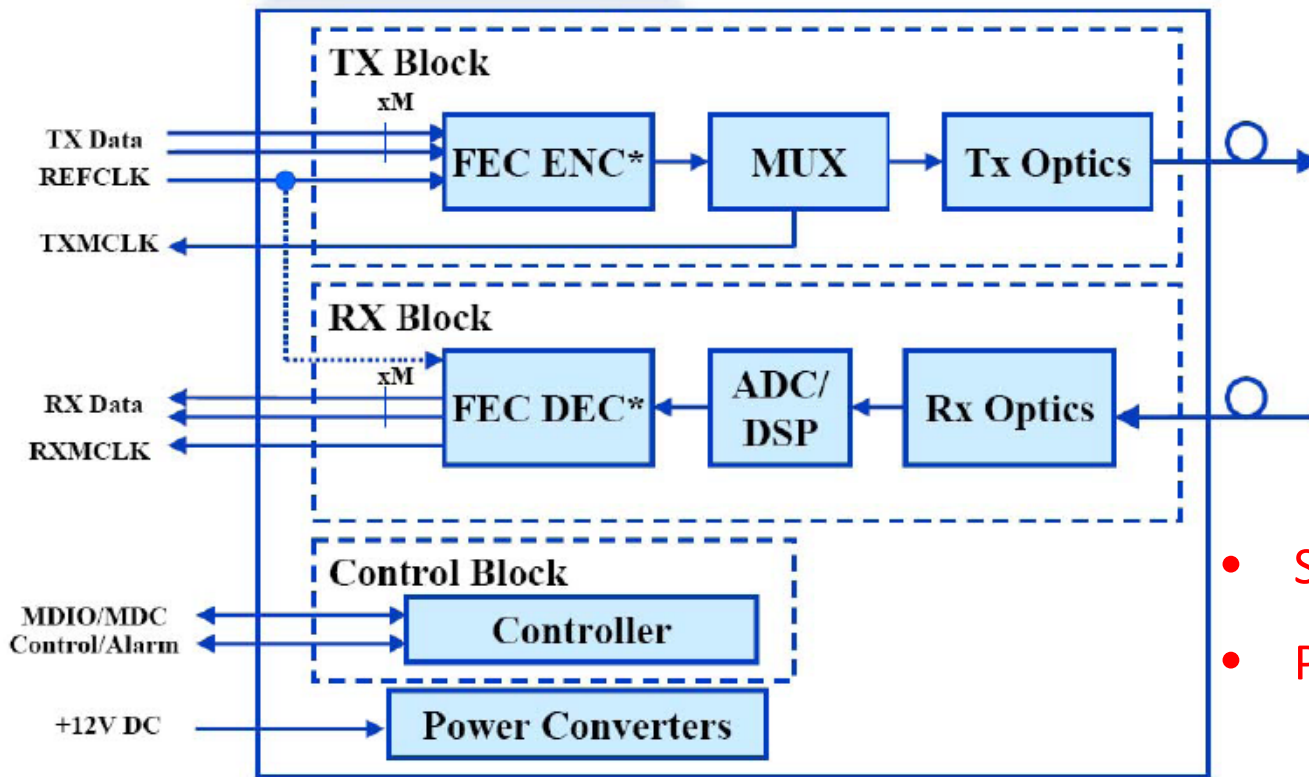 TX Block
xM
TX Data
REFCLK
FEC ENC*
MUX
Tx Optics
TXMCLK
RX Block
xM
RX Data
RXMCLK
FEC DEC*
ADC/
DSP
Rx Optics
Control Block
MDIO/MDC
Control/Alarm
Controller
+12V DC
Power Converters
• S
• P